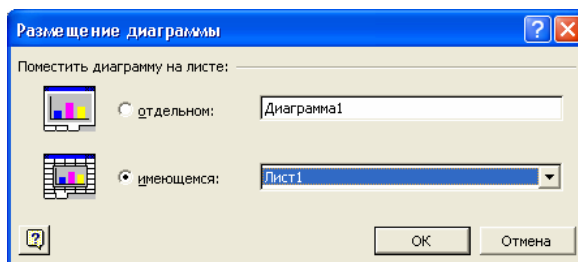 Размещение диаграммы
Поместить диаграмму на листе:
отдельном: Диаграмма1
имеющемся: Лист1
ОК Отмена